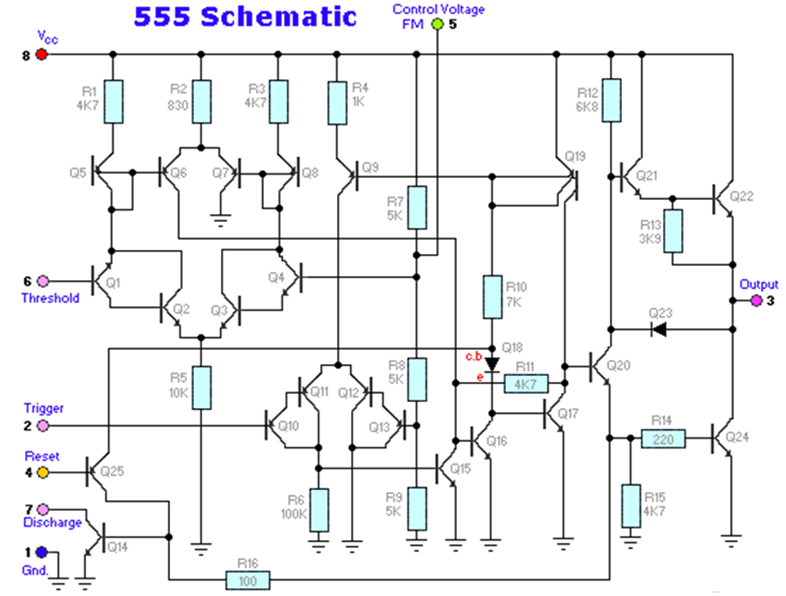 555 Schematic
Control Voltage
FM 5
Vcc
8
R1
4K7
R2
830
R3
4K7
R4
1K
R12
6K8
Q5
Q6
Q7
Q8
Q9
Q19
Q21
Q22
R7
5K
R13
3K9
6
Threshold
Q1
Q2
Q3
Q4
R10
7K
Output
3
Q23
R5
10K
Q18
c.b
e
R8
5K
R11
4K7
Q20
Trigger
2
Q11
Q12
Q10
Q13
Q17
R14
220
Q24
Reset
4
Q25
Q15
Q16
R6
100K
R9
5K
R15
4K7
7
Discharge
Q14
1
Gnd.
R16
100